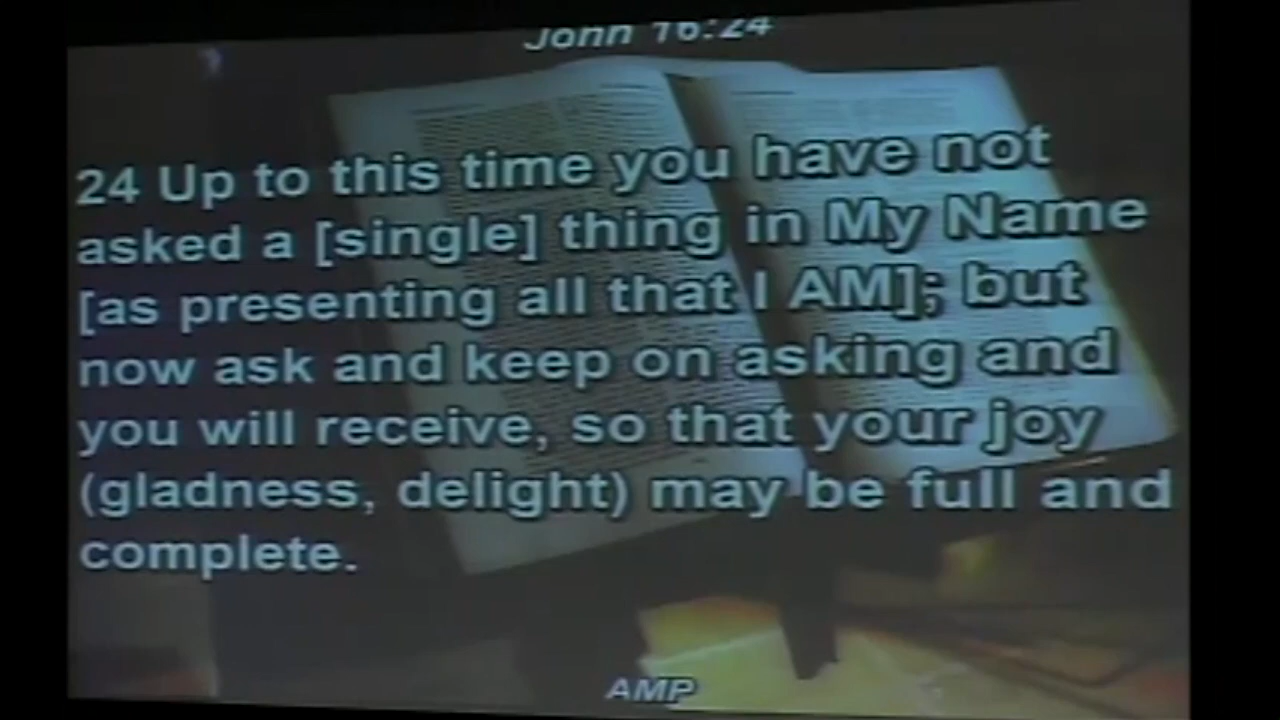 John 16:24
24 Up to this time you have not
asked a [single] thing in My Name
[as presenting all that I AM]; but
now ask and keep on asking and
you will receive, so that your joy
(gladness, delight) may be full and
complete.
AMP